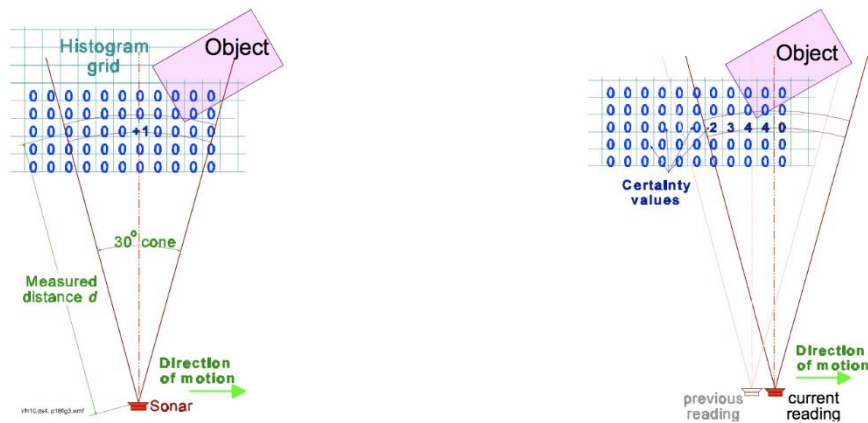 Histogram
grid
Object
0 0 0 0 0 0 0 0 0 0 0
0 0 0 0 0 0 0 0 0 0 0
0 0 0 0 0 0 +1 0 0 0 0
0 0 0 0 0 0 0 0 0 0 0
0 0 0 0 0 0 0 0 0 0 0
30° cone
Measured
distance d
Direction
of motion
Sonar
Object
0 0 0 0 0 0 0 0 0 0 0
0 0 0 0 0 0 0 0 0 0 0
0 0 0 0 0 0 2 3 4 4 0
0 0 0 0 0 0 0 0 0 0 0
0 0 0 0 0 0 0 0 0 0 0
Certainty
values
Direction
of motion
previous
reading
current
reading